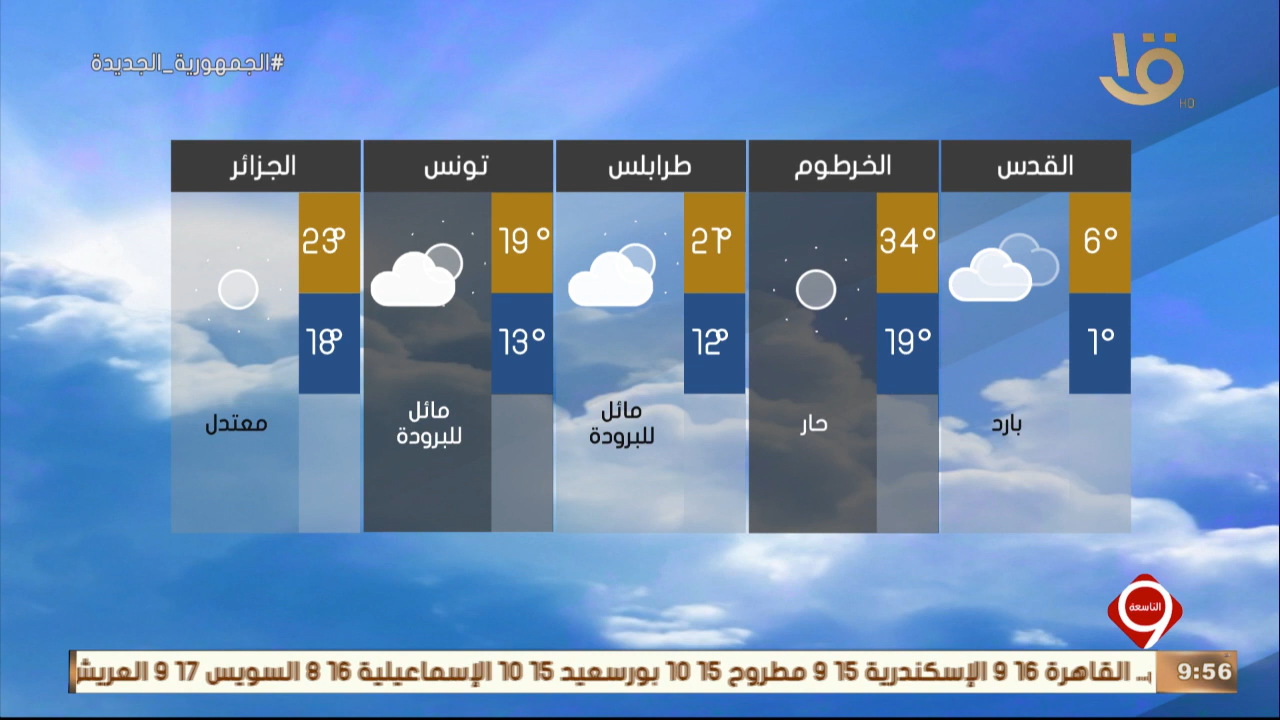 #الجمهورية_الجديدة
HD
القدس
6°
1°
بارد
الخرطوم
34°
19°
حار
طرابلس
21°
12°
مائل
للبرودة
تونس
19°
13°
مائل
للبرودة
الجزائر
23°
18°
معتدل
التاسعة
9
9:56
القاهرة 16 9 الإسكندرية 15 9 مطروح 15 10 بورسعيد 15 10 الإسماعيلية 16 8 السويس 17 9 العريش